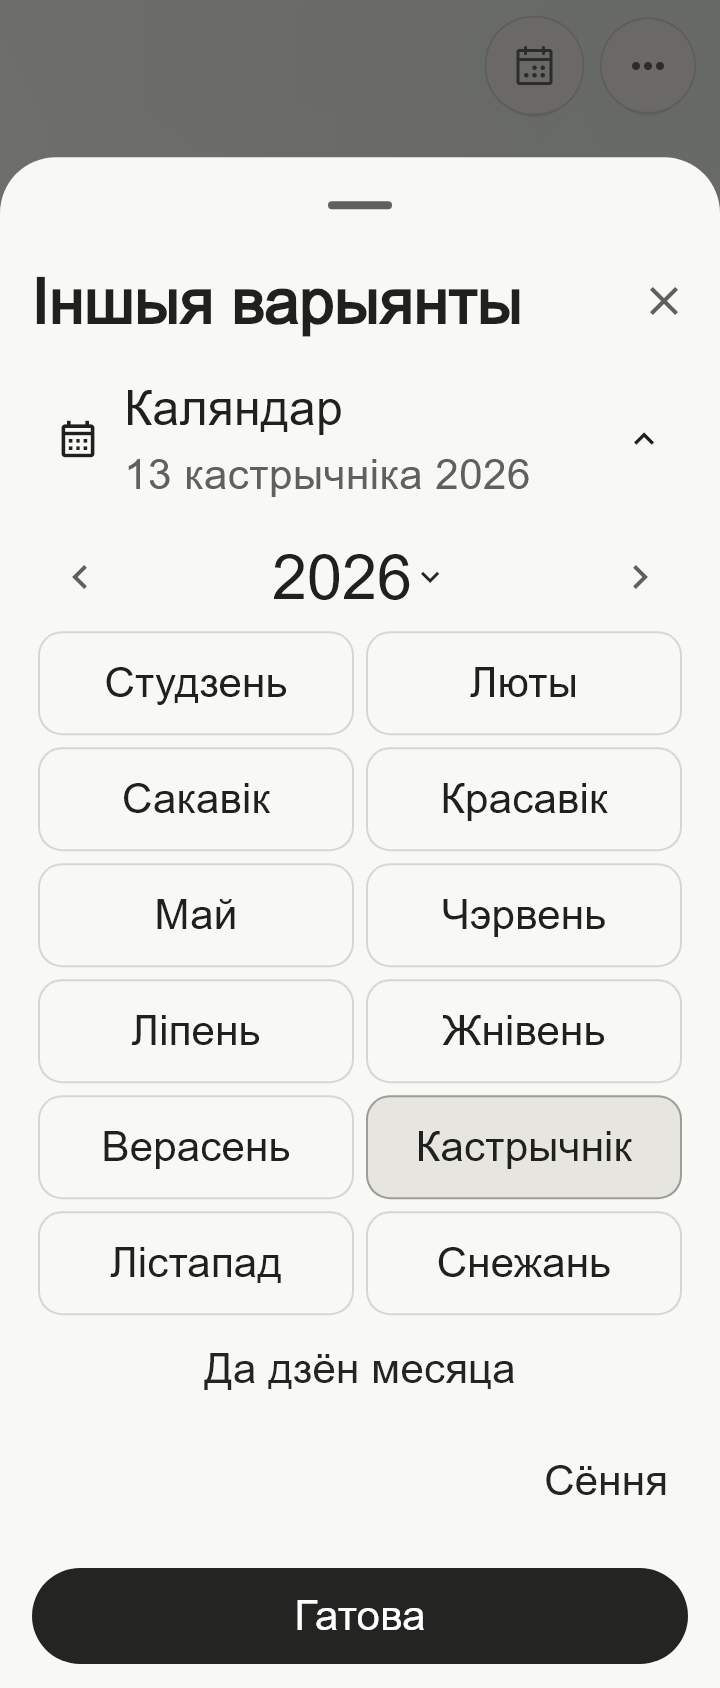 Іншыя варыянты
Каляндар
13 кастрычніка 2026
2026
Студзень
Люты
Сакавік
Красавік
Май
Чэрвень
Ліпень
Жнівень
Верасень
Кастрычнік
Лістапад
Снежань
Да дзён месяца
Сёння
Гатова